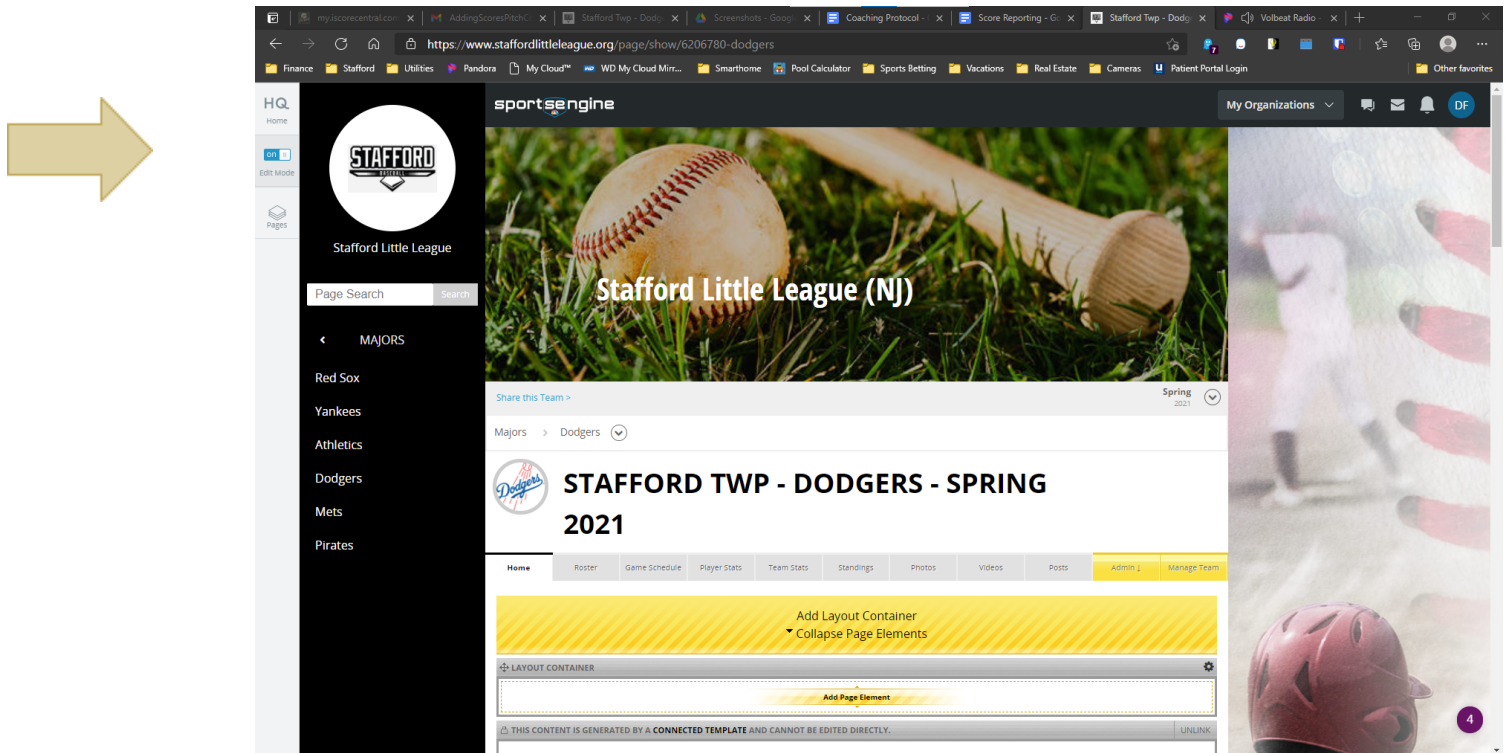 my.iscorecentral.com
AddingScoresPitchC
Stafford Twp - Dodg
Screenshots - Googl
Coaching Protocol -
Score Reporting - Go
Stafford Twp - Dodg
Volbeat Radio -
https://www.staffordlittleleague.org/page/show/6206780-dodgers
7
Finance
Stafford
Utilities
Pandora
My Cloud™
WD My Cloud Mirr...
Smarthome
Pool Calculator
Sports Betting
Vacations
Real Estate
Cameras
Patient Portal Login
Other favorites
HQ
Home
on
Edit Mode
Pages
STAFFORD
BASEBALL
Stafford Little League
Page Search
Search
MAJORS
Red Sox
Yankees
Athletics
Dodgers
Mets
Pirates
sportsengine
My Organizations
DF
Stafford Little League (NJ)
Share this Team >
Spring
2021
Majors > Dodgers
Dodgers
STAFFORD TWP - DODGERS - SPRING
2021
Home
Roster
Game Schedule
Player Stats
Team Stats
Standings
Photos
Videos
Posts
Admin ↓
Manage Team
Add Layout Container
Collapse Page Elements
LAYOUT CONTAINER
Add Page Element
THIS CONTENT IS GENERATED BY A CONNECTED TEMPLATE AND CANNOT BE EDITED DIRECTLY.
UNLINK
4